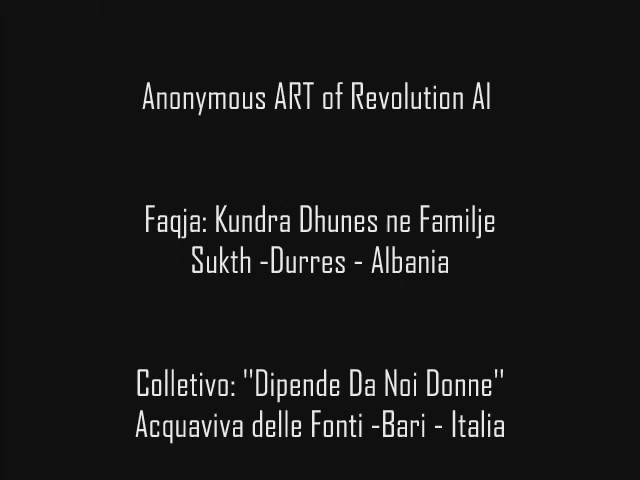 Anonymous ART of Revolution Al
Faqja: Kundra Dhunes ne Familje
Sukth -Durres - Albania
Colletivo: "Dipende Da Noi Donne"
Acquaviva delle Fonti -Bari - Italia